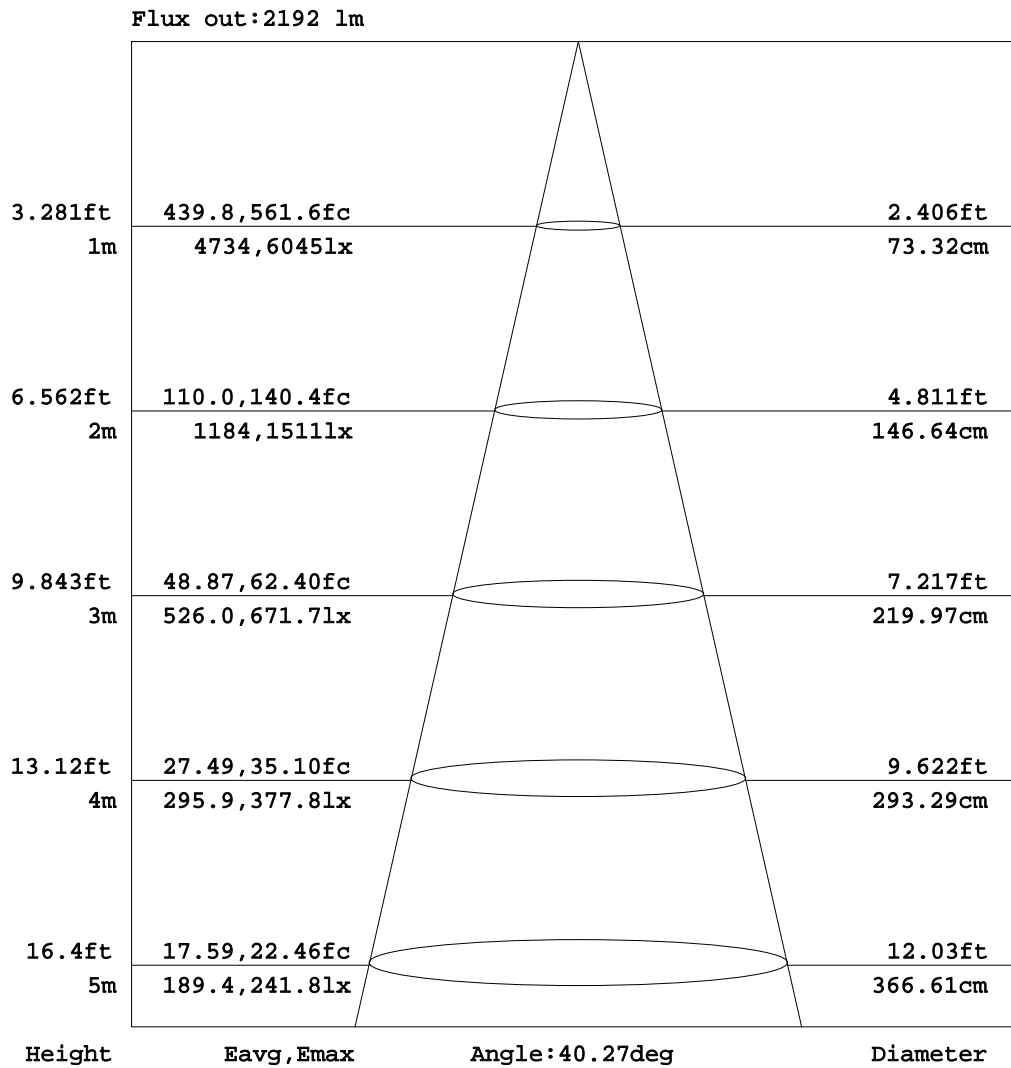 Flux out:2192 lm
3.281ft 439.8,561.6fc 2.406ft
1m 4734,6045lx 73.32cm
6.562ft 110.0,140.4fc 4.811ft
2m 1184,1511lx 146.64cm
9.843ft 48.87,62.40fc 7.217ft
3m 526.0,671.7lx 219.97cm
13.12ft 27.49,35.10fc 9.622ft
4m 295.9,377.8lx 293.29cm
16.4ft 17.59,22.46fc 12.03ft
5m 189.4,241.8lx 366.61cm
Height Eavg,Emax Angle:40.27deg Diameter